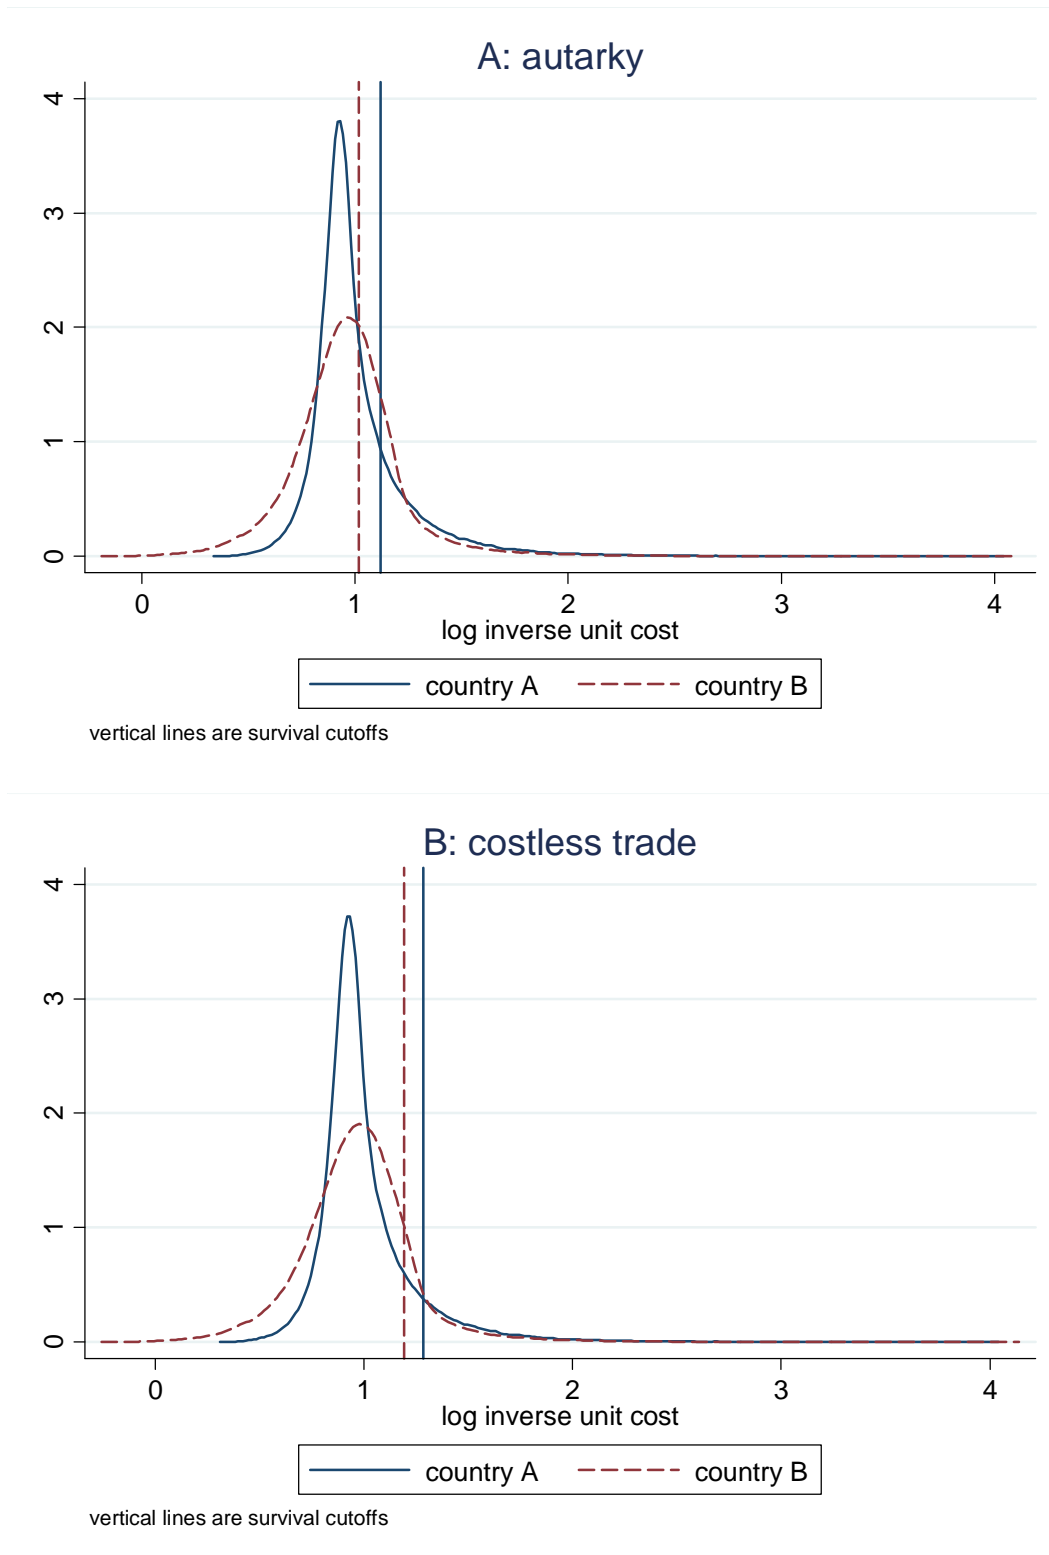 A: autarky
4
3
2
1
0
0 1 2 3 4
log inverse unit cost
country A country B
vertical lines are survival cutoffs
B: costless trade
4
3
2
1
0
0 1 2 3 4
log inverse unit cost
country A country B
vertical lines are survival cutoffs